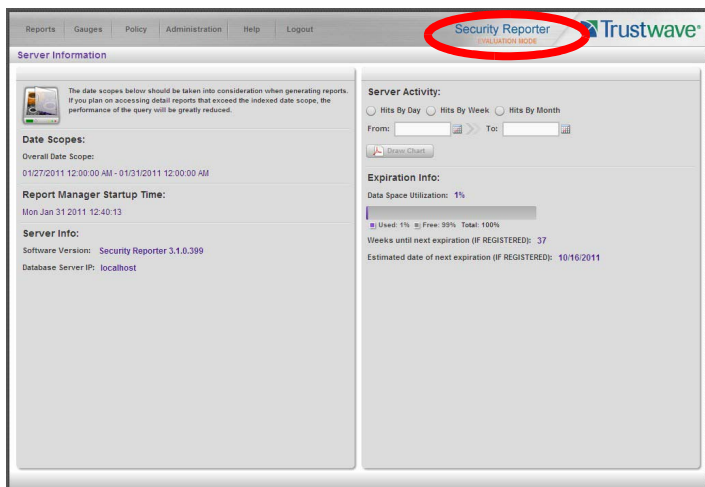 Reports Gauges Policy Administration Help Logout
Security Reporter
EVALUATION MODE
Trustwave®
Server Information
The date scopes below should be taken into consideration when generating reports.
If you plan on accessing detail reports that exceed the indexed date scope, the
performance of the query will be greatly reduced.
Date Scopes:
Overall Date Scope:
01/27/2011 12:00:00 AM - 01/31/2011 12:00:00 AM
Report Manager Startup Time:
Mon Jan 31 2011 12:40:13
Server Info:
Software Version: Security Reporter 3.1.0.399
Database Server IP: localhost
Server Activity:
Hits By Day Hits By Week Hits By Month
From: To:
Draw Chart
Expiration Info:
Data Space Utilization: 1%
Used: 1% Free: 99% Total: 100%
Weeks until next expiration (IF REGISTERED): 37
Estimated date of next expiration (IF REGISTERED): 10/16/2011